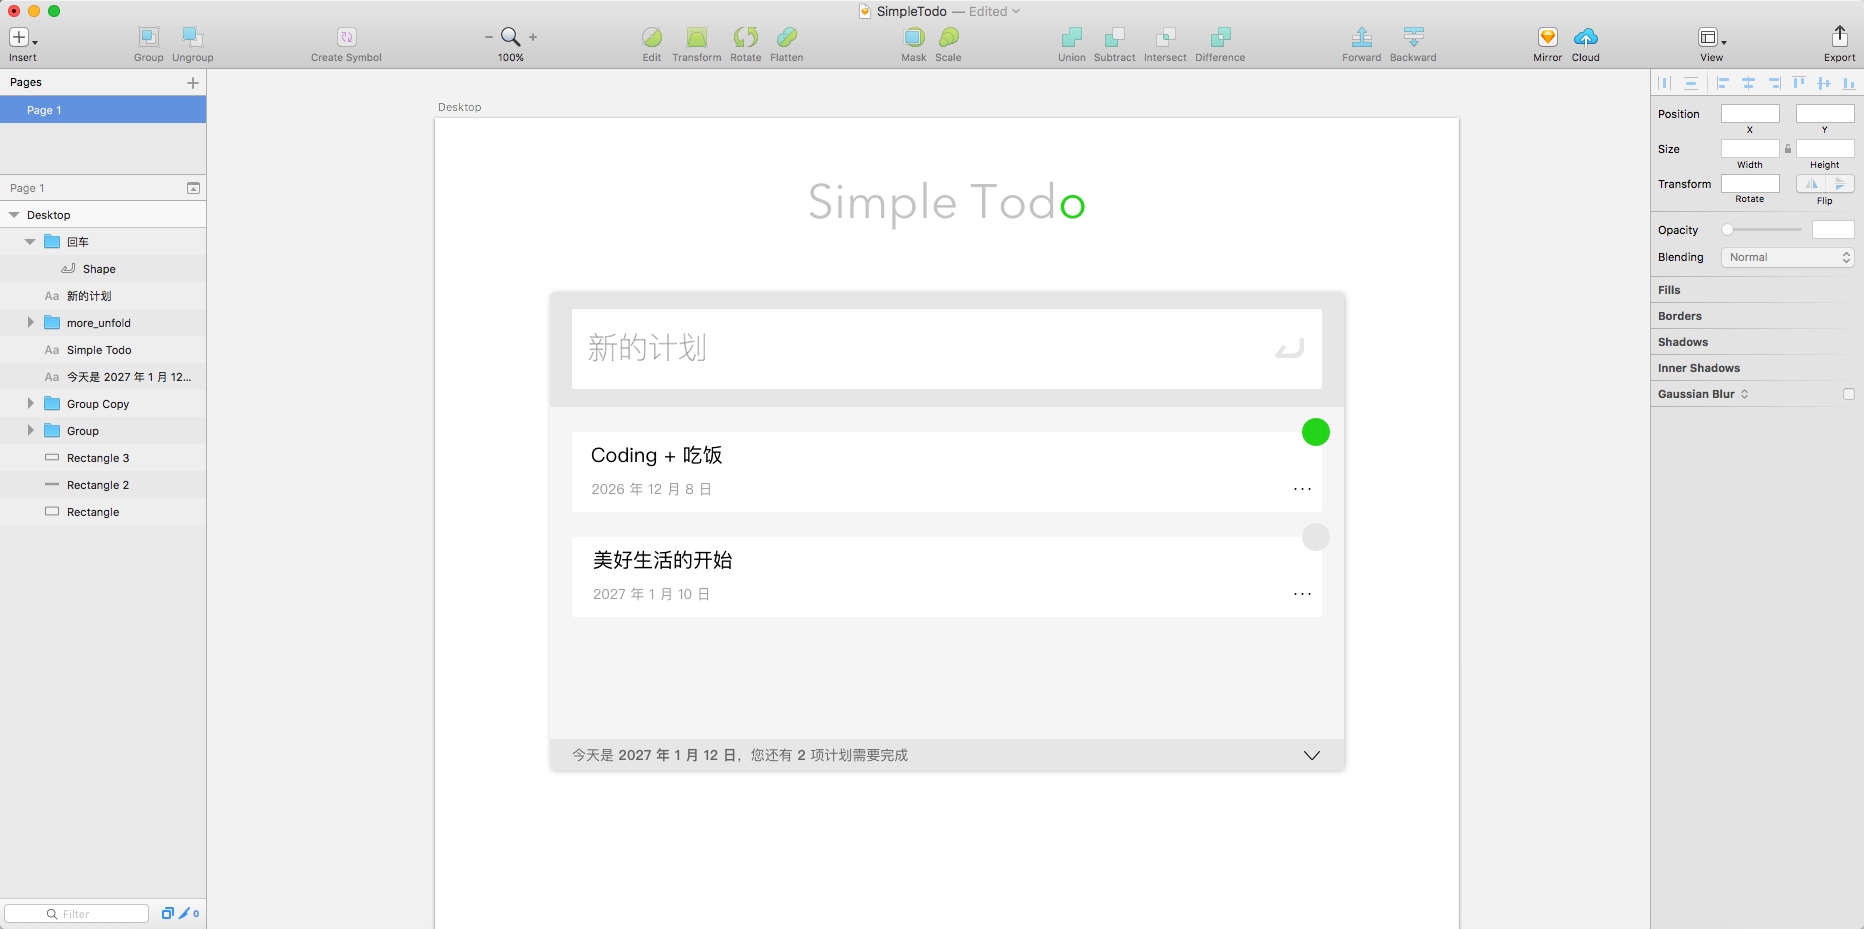 SimpleTodo — Edited
Insert
Group
Ungroup
Create Symbol
100%
Edit
Transform
Rotate
Flatten
Mask
Scale
Union
Subtract
Intersect
Difference
Forward
Backward
Mirror
Cloud
View
Export
Pages
Page 1
Page 1
Desktop
回车
Shape
Aa 新的计划
more_unfold
Aa Simple Todo
Aa 今天是 2027 年 1 月 12...
Group Copy
Group
Rectangle 3
Rectangle 2
Rectangle
Filter
0
Desktop
Simple Todo
新的计划
Coding + 吃饭
2026 年 12 月 8 日
...
美好生活的开始
2027 年 1 月 10 日
...
今天是 2027 年 1 月 12 日，您还有 2 项计划需要完成
Position
X
Y
Size
Width
Height
Transform
Rotate
Flip
Opacity
Blending
Normal
Fills
Borders
Shadows
Inner Shadows
Gaussian Blur